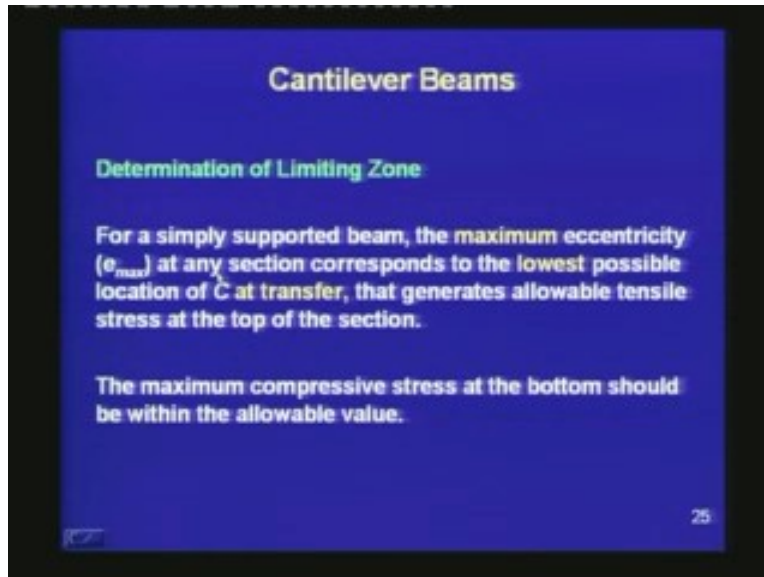 Cantilever Beams
Determination of Limiting Zone
For a simply supported beam, the maximum eccentricity
(emax) at any section corresponds to the lowest possible
location of C at transfer, that generates allowable tensile
stress at the top of the section.
The maximum compressive stress at the bottom should
be within the allowable value.
25